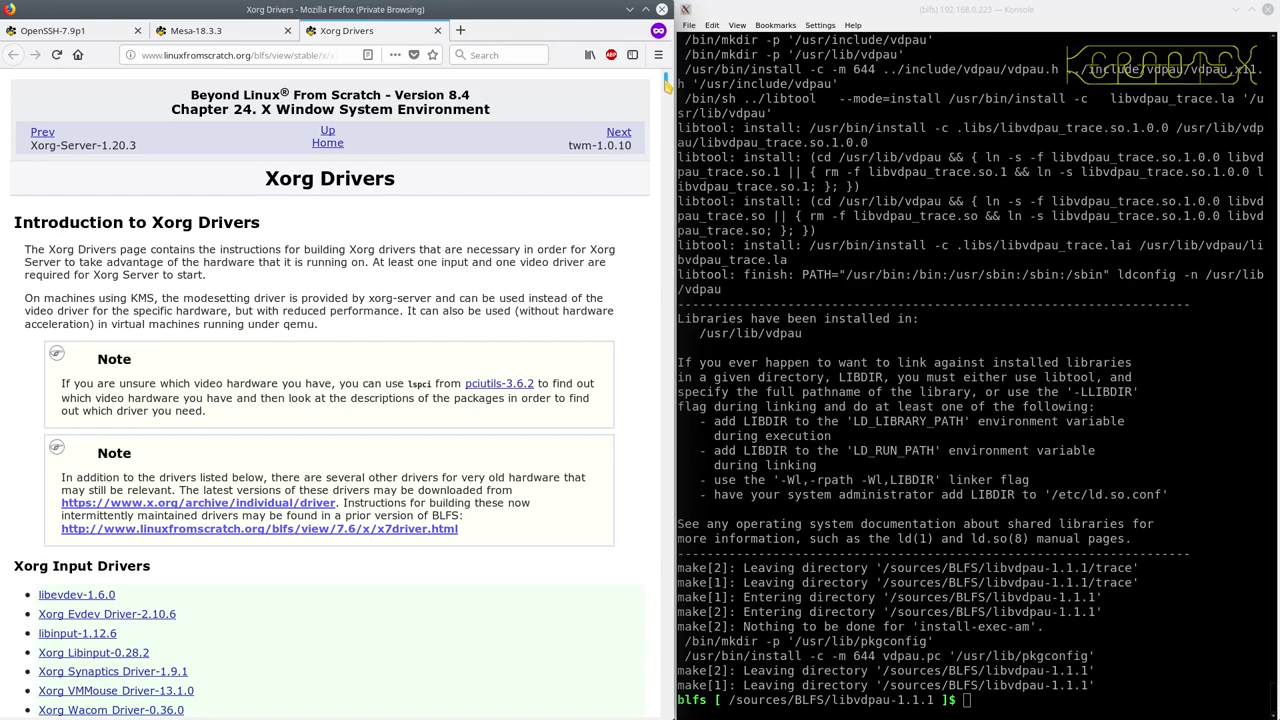 Xorg Drivers - Mozilla Firefox (Private Browsing)
OpenSSH-7.9p1
Mesa-18.3.3
Xorg Drivers
www.linuxfromscratch.org/blfs/view/stable/x/x
Search
Beyond Linux® From Scratch - Version 8.4
Chapter 24. X Window System Environment
Prev
Up
Next
Xorg-Server-1.20.3
Home
twm-1.0.10
Xorg Drivers
Introduction to Xorg Drivers
The Xorg Drivers page contains the instructions for building Xorg drivers that are necessary in order for Xorg
Server to take advantage of the hardware that it is running on. At least one input and one video driver are
required for Xorg Server to start.
On machines using KMS, the modesetting driver is provided by xorg-server and can be used instead of the
video driver for the specific hardware, but with reduced performance. It can also be used (without hardware
acceleration) in virtual machines running under qemu.
Note
If you are unsure which video hardware you have, you can use lspci from pciutils-3.6.2 to find out
which video hardware you have and then look at the descriptions of the packages in order to find
out which driver you need.
Note
In addition to the drivers listed below, there are several other drivers for very old hardware that
may still be relevant. The latest versions of these drivers may be downloaded from
https://www.x.org/archive/individual/driver. Instructions for building these now
intermittently maintained drivers may be found in a prior version of BLFS:
http://www.linuxfromscratch.org/blfs/view/7.6/x/x7driver.html
Xorg Input Drivers
• libevdev-1.6.0
• Xorg Evdev Driver-2.10.6
• libinput-1.12.6
• Xorg Libinput-0.28.2
• Xorg Synaptics Driver-1.9.1
• Xorg VMMouse Driver-13.1.0
• Xorg Wacom Driver-0.36.0
(blfs) 192.168.0.223 — Konsole
File Edit View Bookmarks Settings Help
/bin/mkdir -p '/usr/include/vdpau'
/bin/mkdir -p '/usr/lib/vdpau'
/usr/bin/install -c -m 644 ../include/vdpau/vdpau.h ../include/vdpau/vdpau_x11.
h '/usr/include/vdpau'
/bin/sh ../libtool   --mode=install /usr/bin/install -c   libvdpau_trace.la '/u
sr/lib/vdpau'
libtool: install: /usr/bin/install -c .libs/libvdpau_trace.so.1.0.0 /usr/lib/vdp
au/libvdpau_trace.so.1.0.0
libtool: install: (cd /usr/lib/vdpau && { ln -s -f libvdpau_trace.so.1.0.0 libvd
pau_trace.so.1 || { rm -f libvdpau_trace.so.1 && ln -s libvdpau_trace.so.1.0.0 l
ibvdpau_trace.so.1; }; })
libtool: install: (cd /usr/lib/vdpau && { ln -s -f libvdpau_trace.so.1.0.0 libvd
pau_trace.so || { rm -f libvdpau_trace.so && ln -s libvdpau_trace.so.1.0.0 libvd
pau_trace.so; }; })
libtool: install: /usr/bin/install -c .libs/libvdpau_trace.lai /usr/lib/vdpau/li
bvdpau_trace.la
libtool: finish: PATH="/usr/bin:/bin:/usr/sbin:/sbin:/sbin" ldconfig -n /usr/lib
/vdpau
----------------------------------------------------------------------
Libraries have been installed in:
/usr/lib/vdpau
If you ever happen to want to link against installed libraries
in a given directory, LIBDIR, you must either use libtool, and
specify the full pathname of the library, or use the '-LLIBDIR'
flag during linking and do at least one of the following:
- add LIBDIR to the 'LD_LIBRARY_PATH' environment variable
during execution
- add LIBDIR to the 'LD_RUN_PATH' environment variable
during linking
- use the '-Wl,-rpath -Wl,LIBDIR' linker flag
- have your system administrator add LIBDIR to '/etc/ld.so.conf'
See any operating system documentation about shared libraries for
more information, such as the ld(1) and ld.so(8) manual pages.
----------------------------------------------------------------------
make[2]: Leaving directory '/sources/BLFS/libvdpau-1.1.1/trace'
make[1]: Leaving directory '/sources/BLFS/libvdpau-1.1.1/trace'
make[1]: Entering directory '/sources/BLFS/libvdpau-1.1.1'
make[2]: Entering directory '/sources/BLFS/libvdpau-1.1.1'
make[2]: Nothing to be done for 'install-exec-am'.
/bin/mkdir -p '/usr/lib/pkgconfig'
/usr/bin/install -c -m 644 vdpau.pc '/usr/lib/pkgconfig'
make[2]: Leaving directory '/sources/BLFS/libvdpau-1.1.1'
make[1]: Leaving directory '/sources/BLFS/libvdpau-1.1.1'
blfs [ /sources/BLFS/libvdpau-1.1.1 ]$